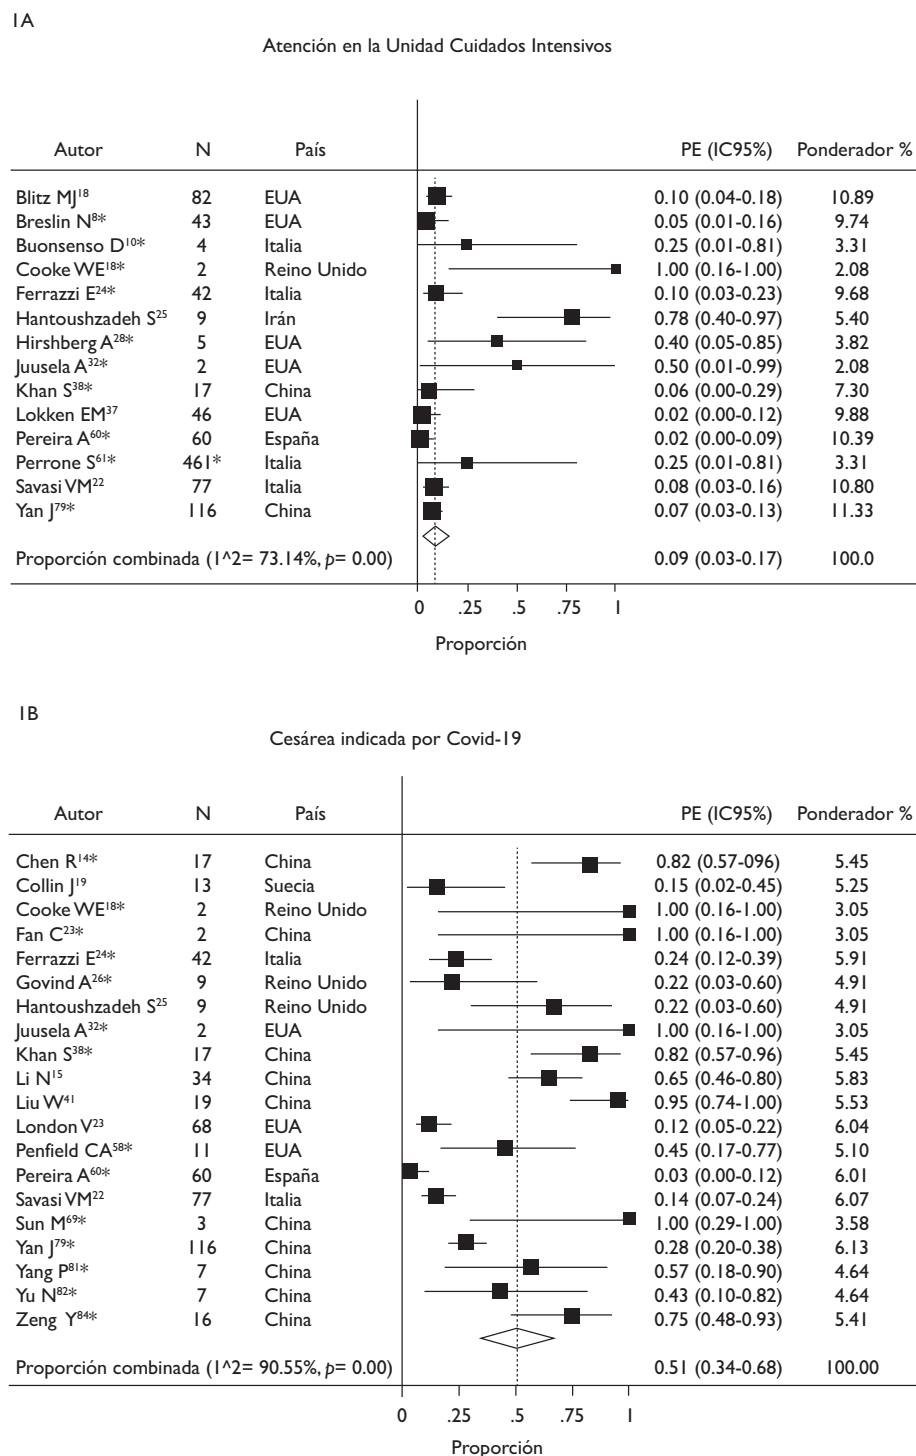 1A
Atención en la Unidad Cuidados Intensivos
Autor N País PE (IC95%) Ponderador %
Blitz MJ18 82 EUA 0.10 (0.04-0.18) 10.89
Breslin N8* 43 EUA 0.05 (0.01-0.16) 9.74
Buonsenso D10* 4 Italia 0.25 (0.01-0.81) 3.31
Cooke WE18* 2 Reino Unido 1.00 (0.16-1.00) 2.08
Ferrazzi E24* 42 Italia 0.10 (0.03-0.23) 9.68
Hantoushzadeh S25 9 Irán 0.78 (0.40-0.97) 5.40
Hirshberg A28* 5 EUA 0.40 (0.05-0.85) 3.82
Juusela A32* 2 EUA 0.50 (0.01-0.99) 2.08
Khan S38* 17 China 0.06 (0.00-0.29) 7.30
Lokken EM37 46 EUA 0.02 (0.00-0.12) 9.88
Pereira A60* 60 España 0.02 (0.00-0.09) 10.39
Perrone S61* 461* Italia 0.25 (0.01-0.81) 3.31
Savasi VM22 77 Italia 0.08 (0.03-0.16) 10.80
Yan J79* 116 China 0.07 (0.03-0.13) 11.33
Proporción combinada (1^2= 73.14%, p= 0.00) 0.09 (0.03-0.17) 100.0
0 .25 .5 .75 1
Proporción
1B
Cesárea indicada por Covid-19
Autor N País PE (IC95%) Ponderador %
Chen R14* 17 China 0.82 (0.57-096) 5.45
Collin J19 13 Suecia 0.15 (0.02-0.45) 5.25
Cooke WE18* 2 Reino Unido 1.00 (0.16-1.00) 3.05
Fan C23* 2 China 1.00 (0.16-1.00) 3.05
Ferrazzi E24* 42 Italia 0.24 (0.12-0.39) 5.91
Govind A26* 9 Reino Unido 0.22 (0.03-0.60) 4.91
Hantoushzadeh S25 9 Reino Unido 0.22 (0.03-0.60) 4.91
Juusela A32* 2 EUA 1.00 (0.16-1.00) 3.05
Khan S38* 17 China 0.82 (0.57-0.96) 5.45
Li N15 34 China 0.65 (0.46-0.80) 5.83
Liu W41 19 China 0.95 (0.74-1.00) 5.53
London V23 68 EUA 0.12 (0.05-0.22) 6.04
Penfield CA58* 11 EUA 0.45 (0.17-0.77) 5.10
Pereira A60* 60 España 0.03 (0.00-0.12) 6.01
Savasi VM22 77 Italia 0.14 (0.07-0.24) 6.07
Sun M69* 3 China 1.00 (0.29-1.00) 3.58
Yan J79* 116 China 0.28 (0.20-0.38) 6.13
Yang P81* 7 China 0.57 (0.18-0.90) 4.64
Yu N82* 7 China 0.43 (0.10-0.82) 4.64
Zeng Y84* 16 China 0.75 (0.48-0.93) 5.41
Proporción combinada (1^2= 90.55%, p= 0.00) 0.51 (0.34-0.68) 100.00
0 .25 .5 .75 1
Proporción